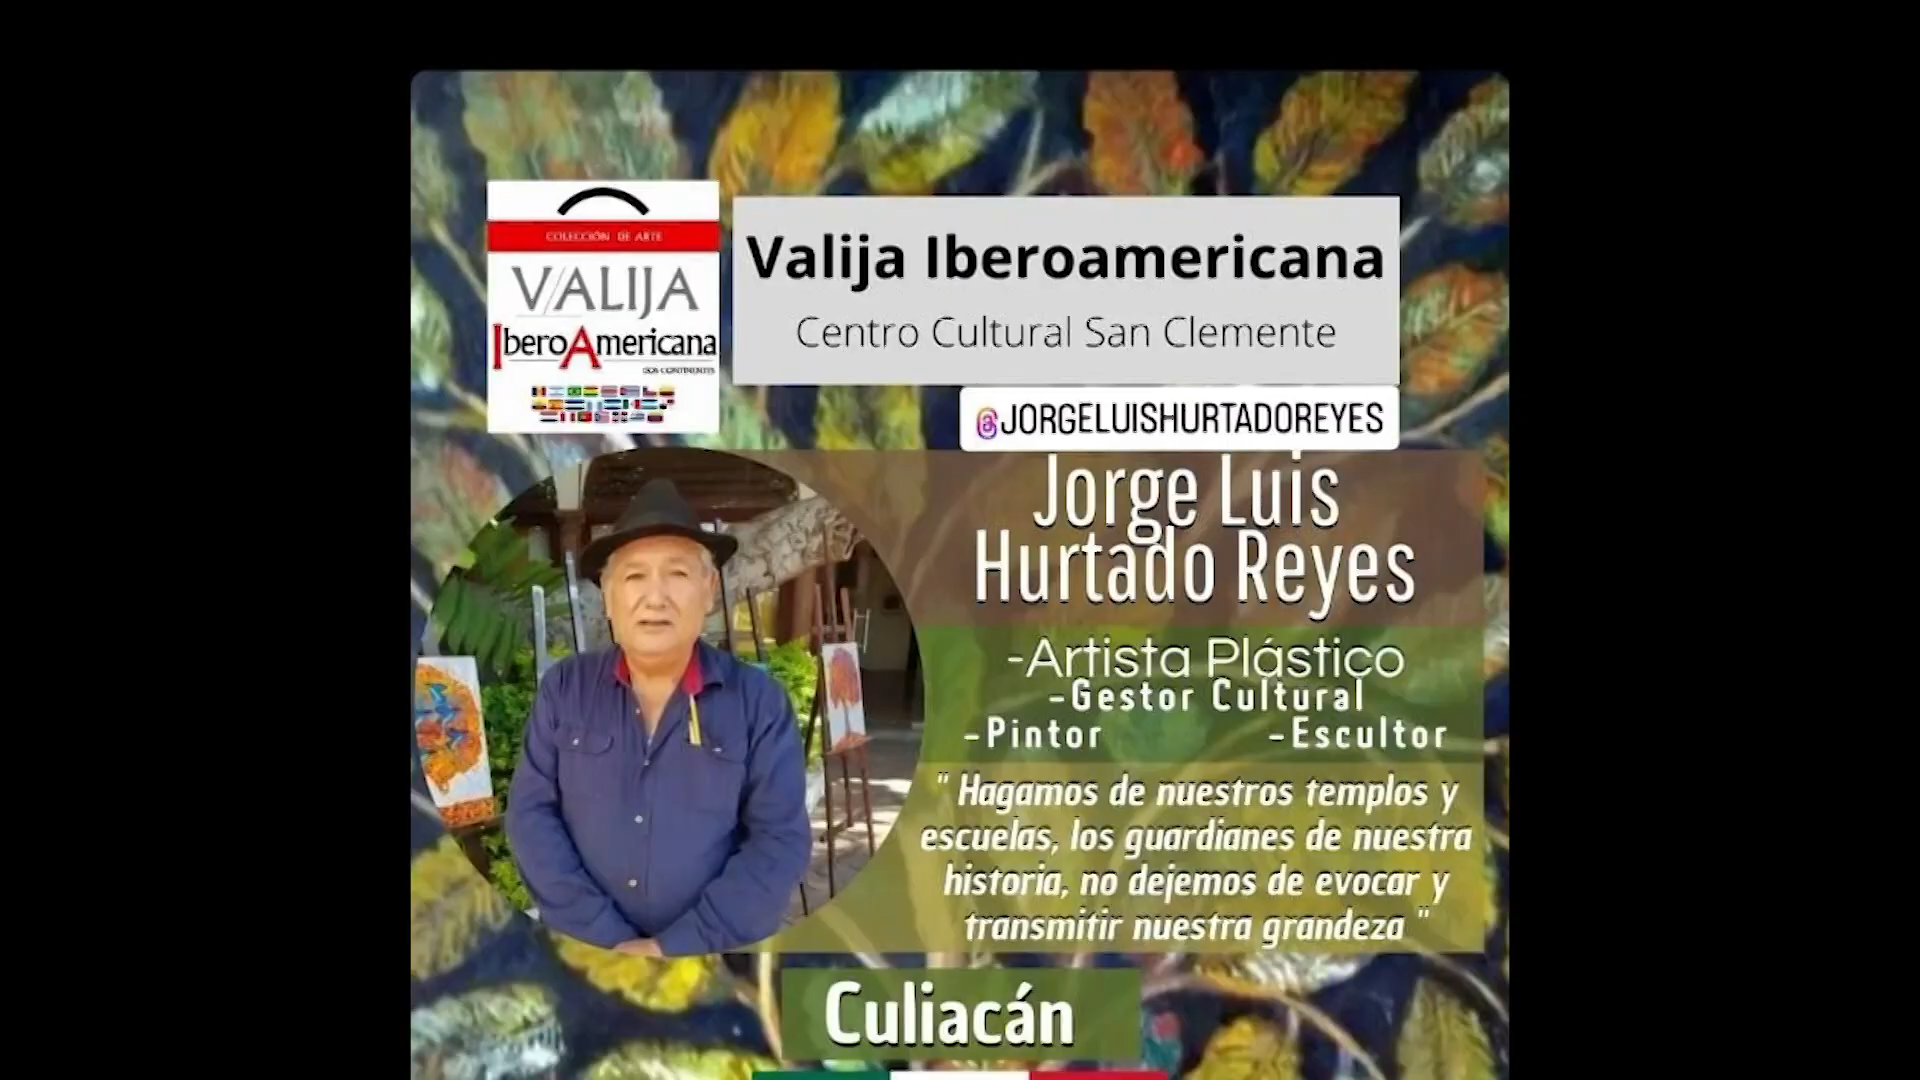 COLECCIÓN DE ARTE
VALIJA
IberoAmericana
DOS CONTINENTES
Valija Iberoamericana
Centro Cultural San Clemente
@JORGELUISHURTADOREYES
Jorge Luis
Hurtado Reyes
-Artista Plástico
-Gestor Cultural
-Pintor -Escultor
" Hagamos de nuestros templos y
escuelas, los guardianes de nuestra
historia, no dejemos de evocar y
transmitir nuestra grandeza "
Culiacán